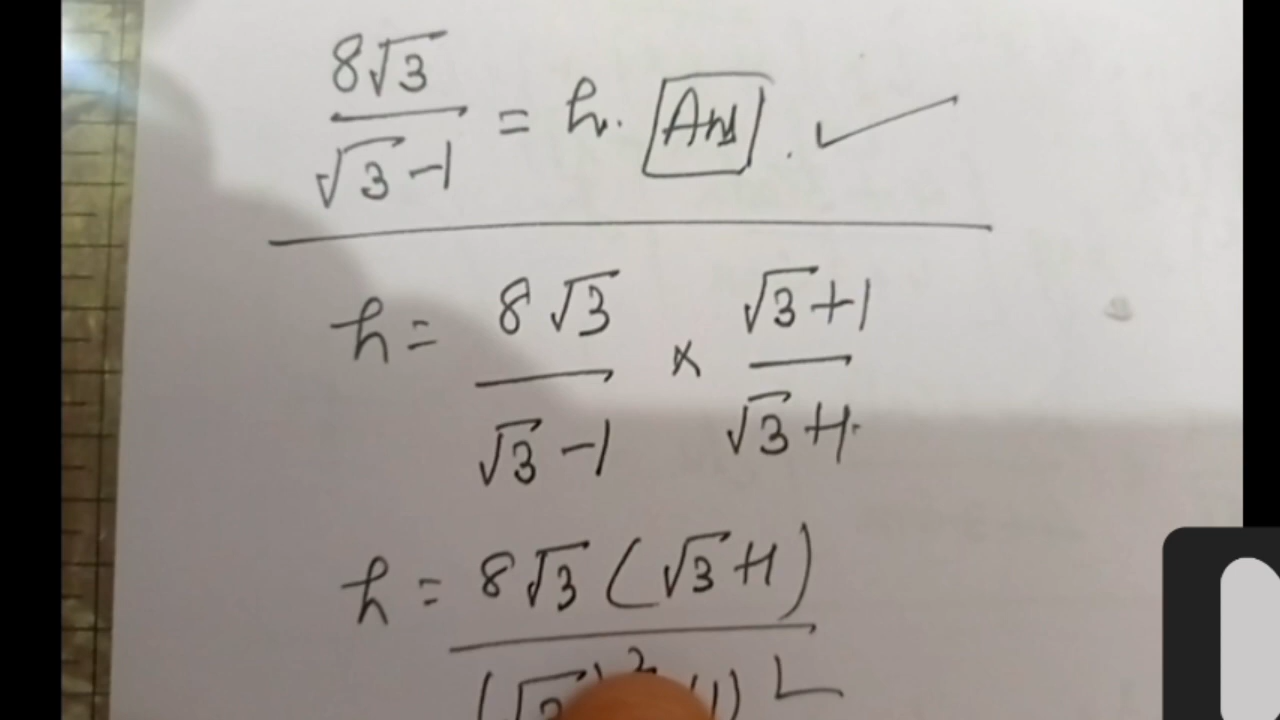 8√3 / √3 - 1 = h. Ans. ✓
h = 8√3 / √3 - 1 × √3 + 1 / √3 + 1.
h = 8√3 (√3 + 1)